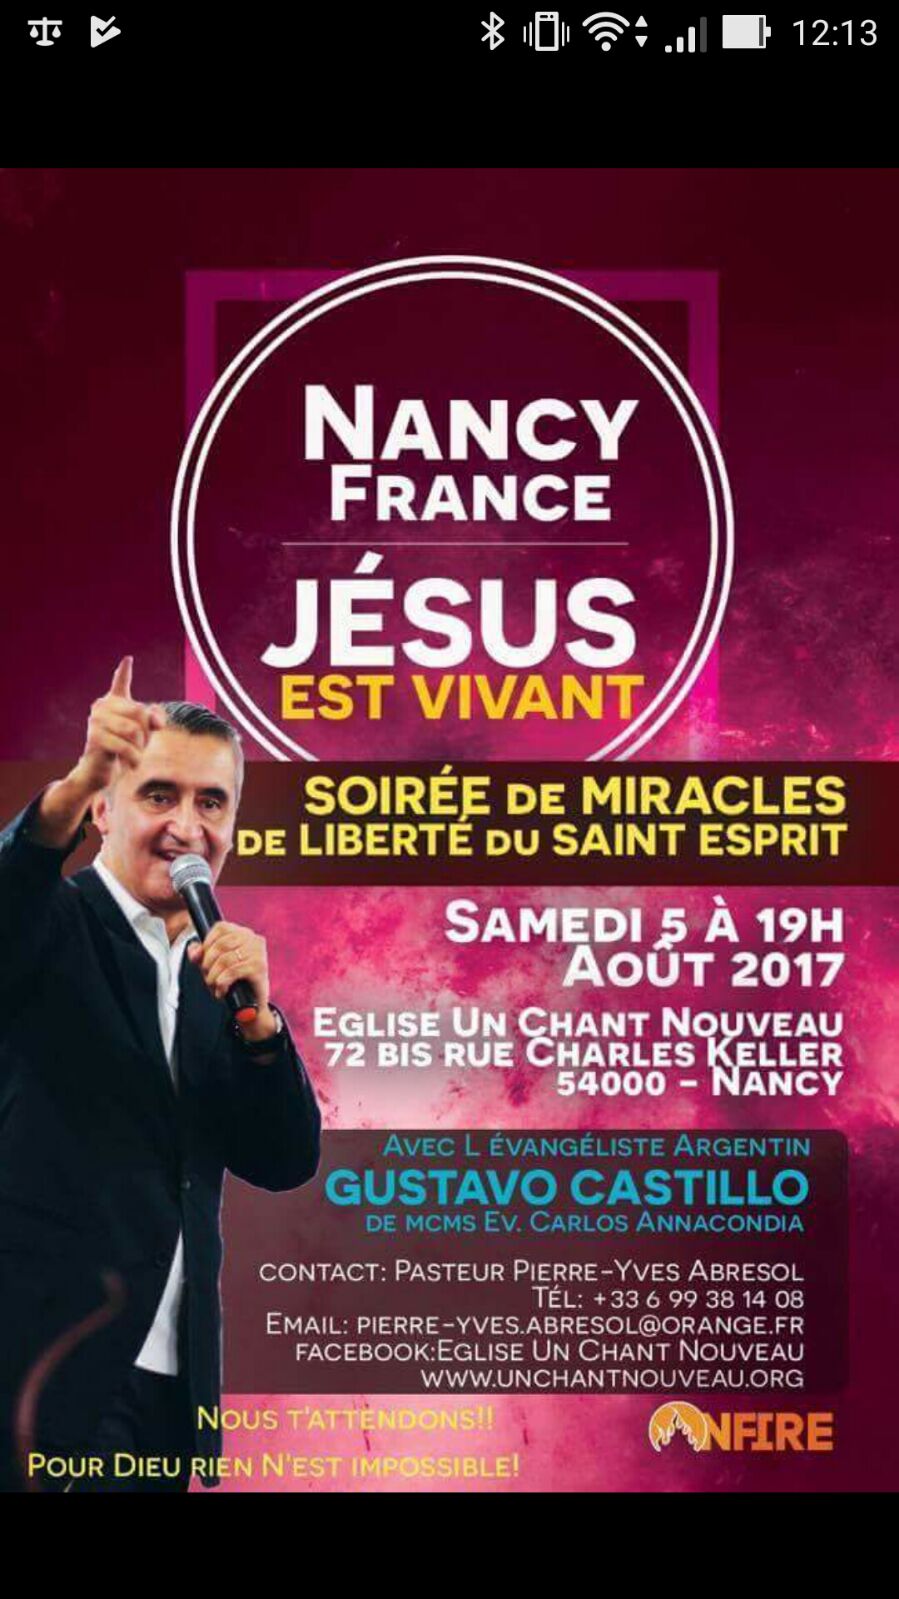 12:13
NANCY
FRANCE
JÉSUS
EST VIVANT
SOIRÉE DE MIRACLES
DE LIBERTÉ DU SAINT ESPRIT
SAMEDI 5 À 19H
AOÛT 2017
EGLISE UN CHANT NOUVEAU
72 BIS RUE CHARLES KELLER
54000 - NANCY
AVEC L ÉVANGÉLISTE ARGENTIN
GUSTAVO CASTILLO
DE MCMS EV. CARLOS ANNACONDIA
CONTACT: PASTEUR PIERRE-YVES ABRESOL
TÉL: +33 6 99 38 14 08
EMAIL: PIERRE-YVES.ABRESOL@ORANGE.FR
FACEBOOK:EGLISE UN CHANT NOUVEAU
WWW.UNCHANTNOUVEAU.ORG
NOUS T'ATTENDONS!!
ONFIRE
POUR DIEU RIEN N'EST IMPOSSIBLE!